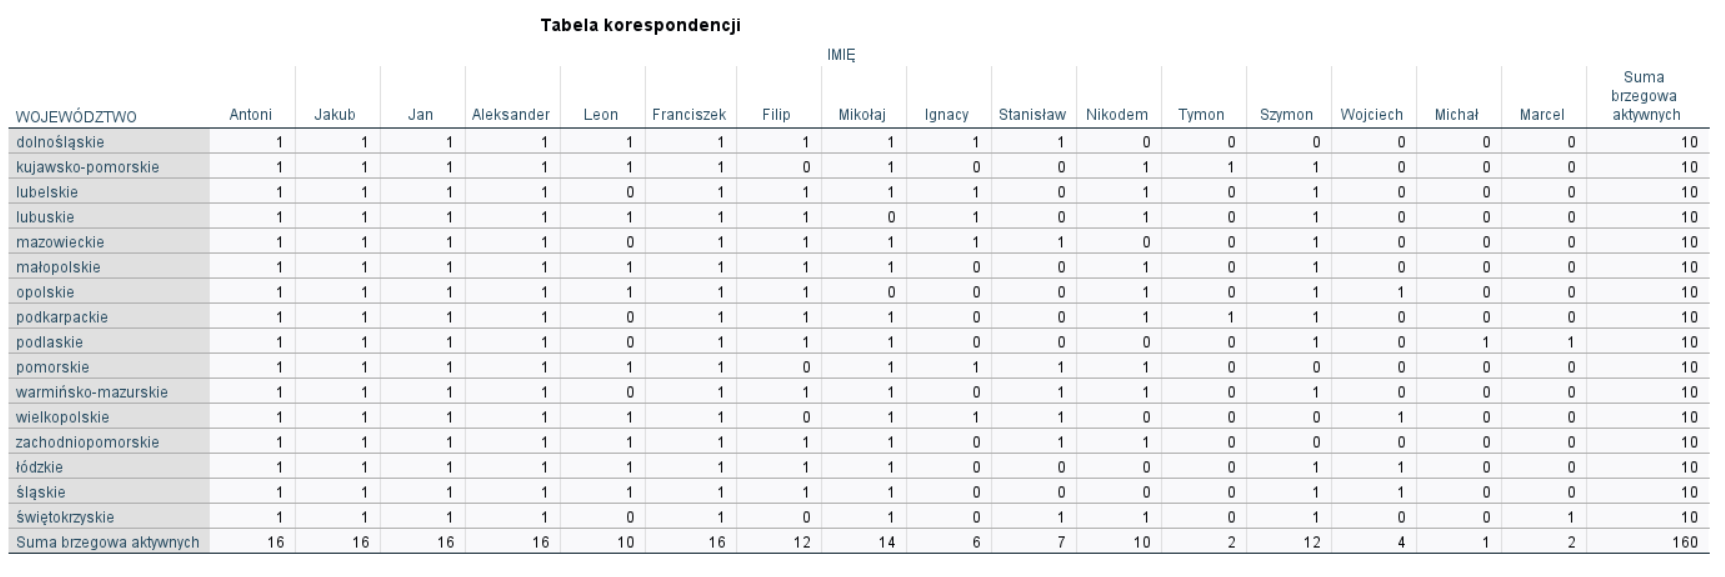 Tabela korespondencji
IMIĘ
WOJEWÓDZTWO Antoni Jakub Jan Aleksander Leon Franciszek Filip Mikołaj Ignacy Stanisław Nikodem Tymon Szymon Wojciech Michał Marcel Suma brzegowa aktywnych
dolnośląskie 1 1 1 1 1 1 1 1 1 1 0 0 0 0 0 0 10
kujawsko-pomorskie 1 1 1 1 1 1 0 1 0 0 1 1 1 0 0 0 10
lubelskie 1 1 1 1 0 1 1 1 1 0 1 0 1 0 0 0 10
lubuskie 1 1 1 1 1 1 1 0 1 0 1 0 1 0 0 0 10
mazowieckie 1 1 1 1 0 1 1 1 1 1 0 0 1 0 0 0 10
małopolskie 1 1 1 1 1 1 1 1 0 0 1 0 1 0 0 0 10
opolskie 1 1 1 1 1 1 1 0 0 0 1 0 1 1 0 0 10
podkarpackie 1 1 1 1 0 1 1 1 0 0 1 1 1 0 0 0 10
podlaskie 1 1 1 1 0 1 1 1 0 0 0 0 1 0 1 1 10
pomorskie 1 1 1 1 1 1 0 1 1 1 1 0 0 0 0 0 10
warmińsko-mazurskie 1 1 1 1 0 1 1 1 0 1 1 0 1 0 0 0 10
wielkopolskie 1 1 1 1 1 1 0 1 1 1 0 0 0 1 0 0 10
zachodniopomorskie 1 1 1 1 1 1 1 1 0 1 1 0 0 0 0 0 10
łódzkie 1 1 1 1 1 1 1 1 0 0 0 0 1 1 0 0 10
śląskie 1 1 1 1 1 1 1 1 0 0 0 0 1 1 0 0 10
świętokrzyskie 1 1 1 1 0 1 0 1 0 1 1 0 1 0 0 1 10
Suma brzegowa aktywnych 16 16 16 16 10 16 12 14 6 7 10 2 12 4 1 2 160